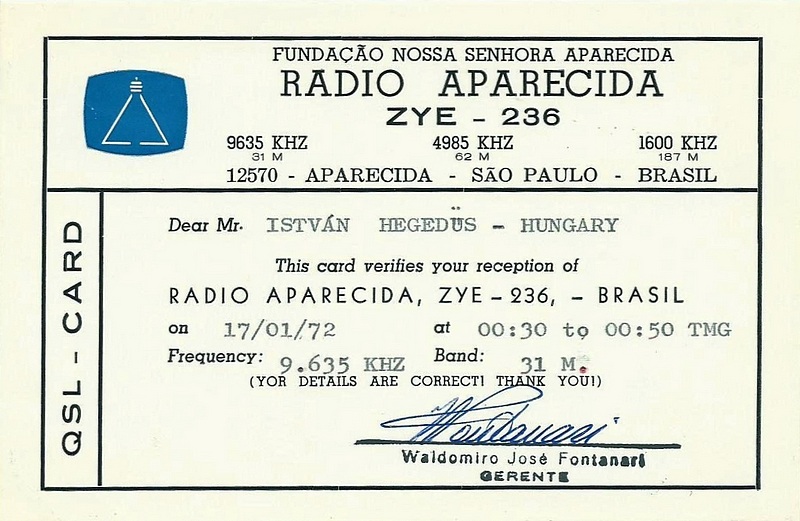 FUNDAÇÃO NOSSA SENHORA APARECIDA
RADIO APARECIDA
ZYE - 236
9635 KHZ 4985 KHZ 1600 KHZ
31 M 62 M 187 M
12570 - APARECIDA - SÃO PAULO - BRASIL
QSL - CARD
Dear Mr. ISTVÁN HEGEDÜS - HUNGARY
This card verifies your reception of
RADIO APARECIDA, ZYE - 236, - BRASIL
on 17/01/72 at 00:30 to 00:50 TMG
Frequency: 9.635 KHZ Band: 31 M.
(YOR DETAILS ARE CORRECT! THANK YOU!)
Waldomiro José Fontanari
GERENTE